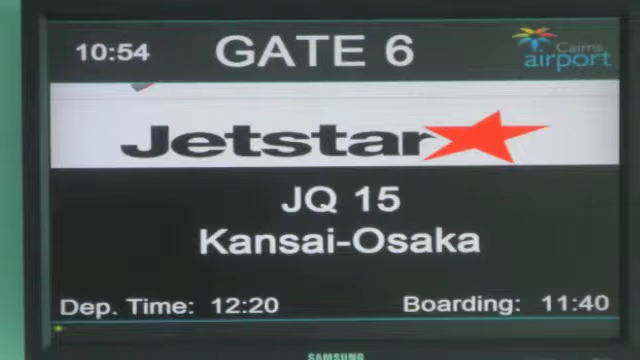 10:54 GATE 6 Cairns airport
Jetstar
JQ 15
Kansai-Osaka
Dep. Time: 12:20 Boarding: 11:40
SAMSUNG